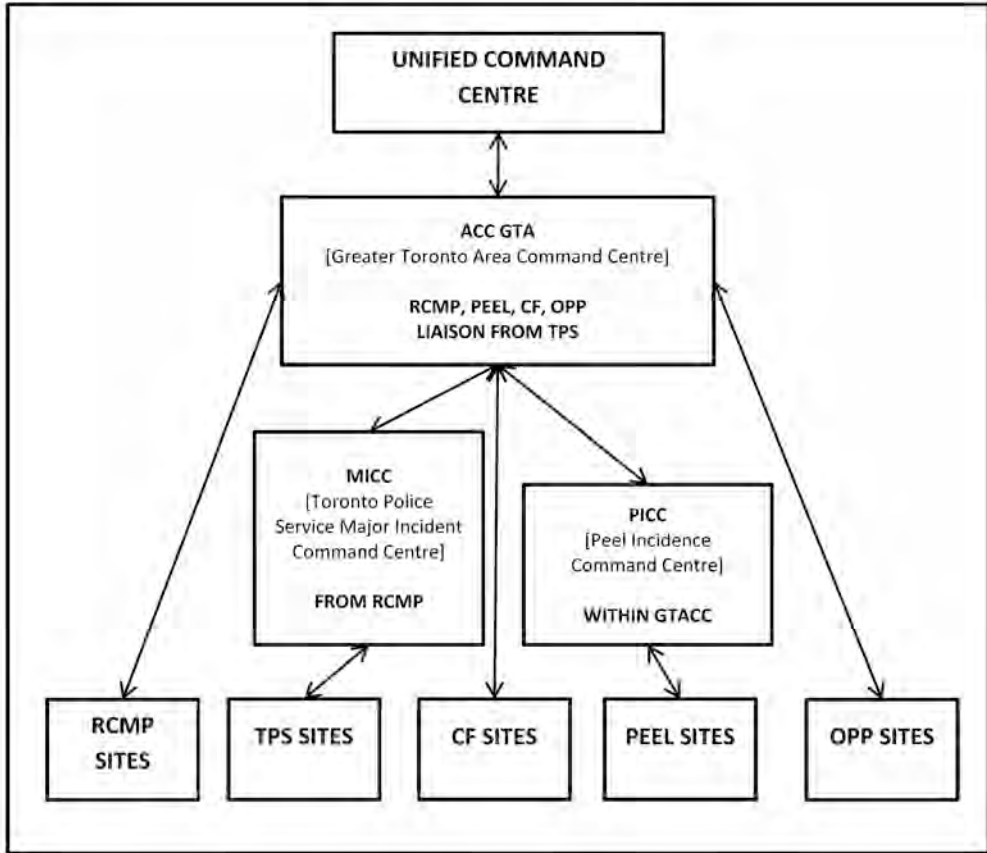 UNIFIED COMMAND
CENTRE
ACC GTA
[Greater Toronto Area Command Centre]
RCMP, PEEL, CF, OPP
LIAISON FROM TPS
MICC
[Toronto Police
Service Major Incident
Command Centre]
FROM RCMP
PICC
[Peel Incidence
Command Centre]
WITHIN GTACC
RCMP
SITES
TPS SITES
CF SITES
PEEL SITES
OPP SITES